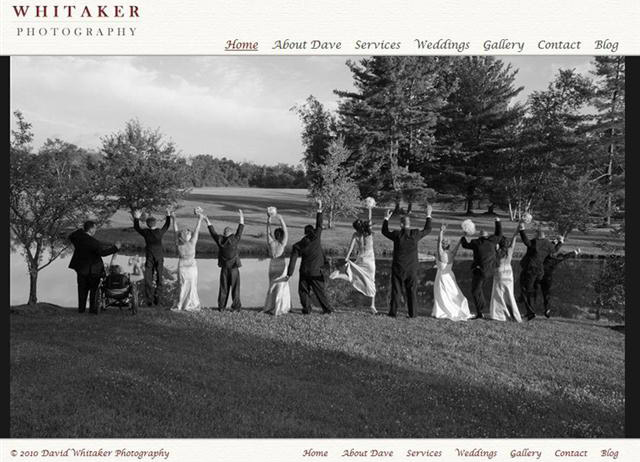 WHITAKER
PHOTOGRAPHY
Home About Dave Services Weddings Gallery Contact Blog
© 2010 David Whitaker Photography Home About Dave Services Weddings Gallery Contact Blog